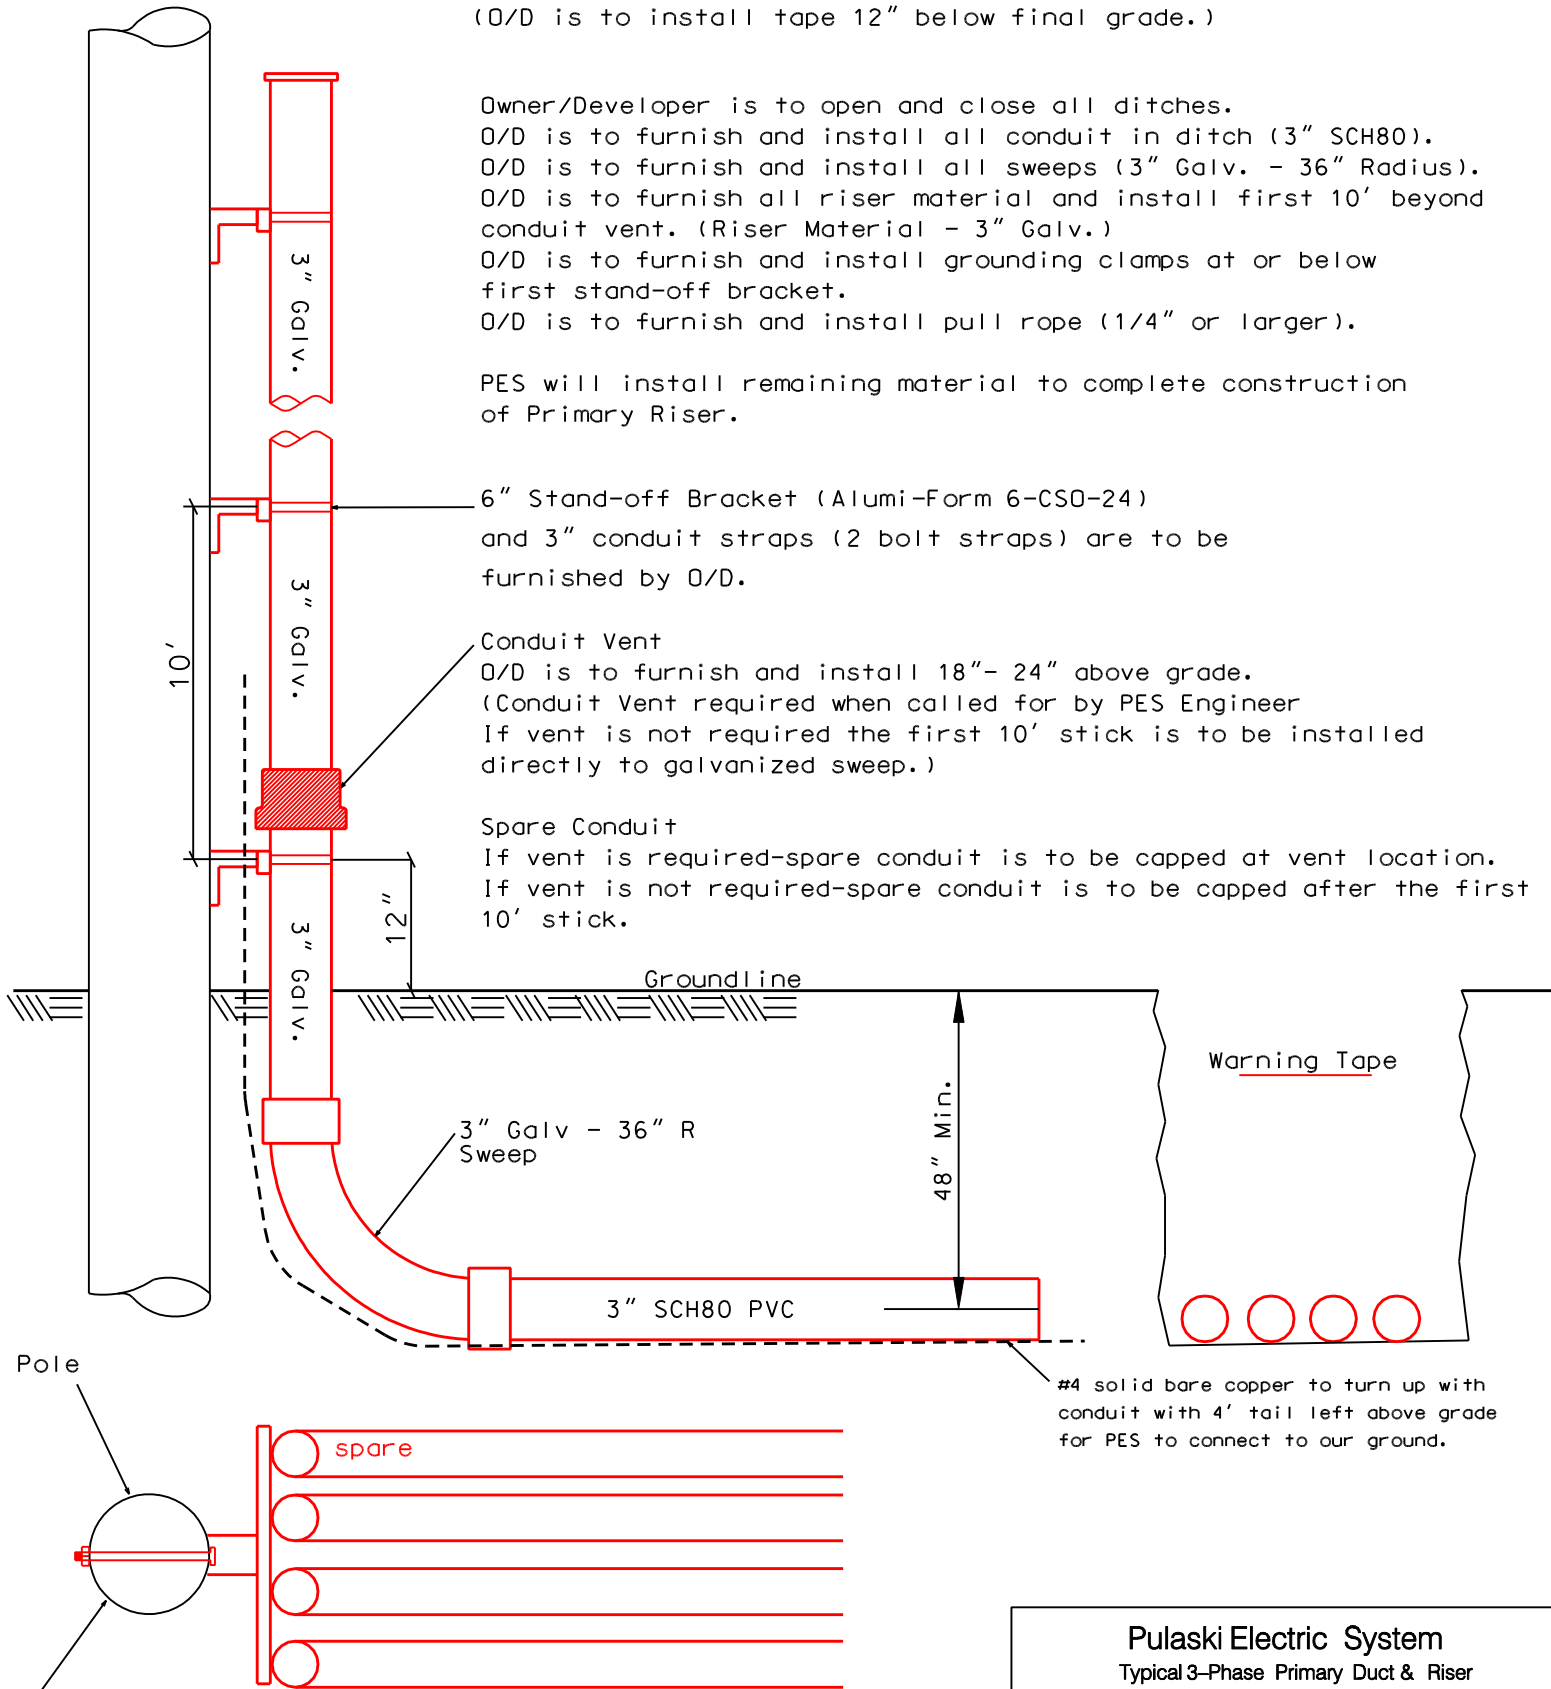 (O/D is to install tape 12" below final grade.)
Owner/Developer is to open and close all ditches.
O/D is to furnish and install all conduit in ditch (3" SCH80).
O/D is to furnish and install all sweeps (3" Galv. - 36" Radius).
O/D is to furnish all riser material and install first 10' beyond
conduit vent. (Riser Material - 3" Galv.)
O/D is to furnish and install grounding clamps at or below
first stand-off bracket.
O/D is to furnish and install pull rope (1/4" or larger).
PES will install remaining material to complete construction
of Primary Riser.
3" Galv.
6" Stand-off Bracket (Alumi-Form 6-CSO-24)
and 3" conduit straps (2 bolt straps) are to be
furnished by O/D.
3" Galv.
10'
Conduit Vent
O/D is to furnish and install 18"- 24" above grade.
(Conduit Vent required when called for by PES Engineer
If vent is not required the first 10' stick is to be installed
directly to galvanized sweep.)
Spare Conduit
If vent is required-spare conduit is to be capped at vent location.
If vent is not required-spare conduit is to be capped after the first
10' stick.
12"
3" Galv.
Groundline
Warning Tape
48" Min.
3" Galv - 36" R
Sweep
3" SCH80 PVC
Pole
#4 solid bare copper to turn up with
conduit with 4' tail left above grade
for PES to connect to our ground.
spare
Pulaski Electric System
Typical 3-Phase Primary Duct & Riser